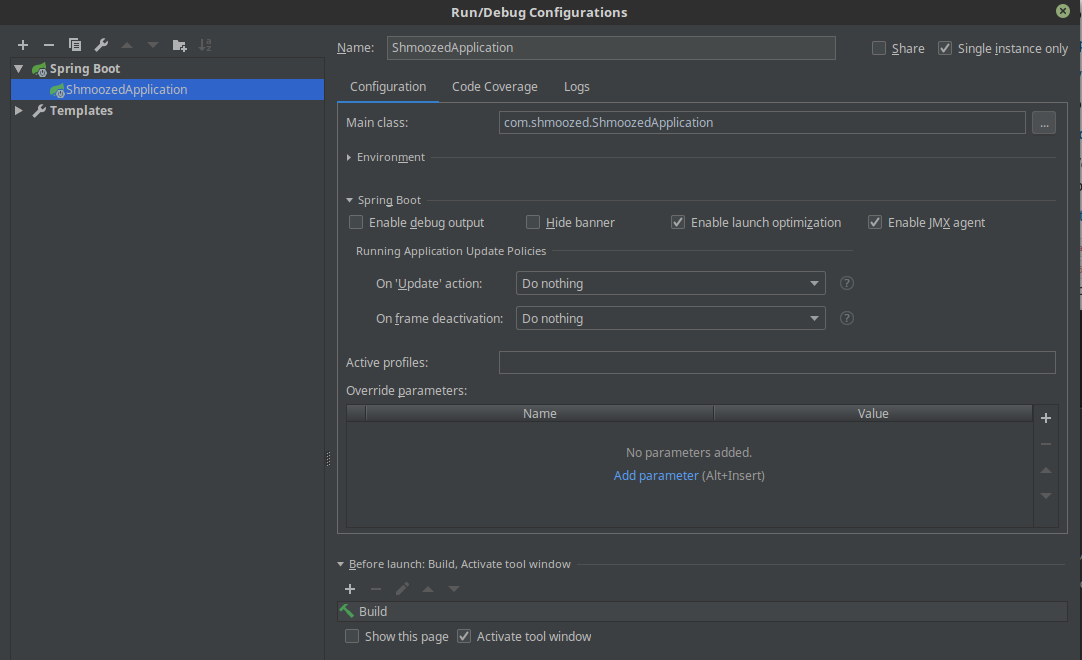 Run/Debug Configurations
Name: ShmoozedApplication Share Single instance only
Spring Boot
ShmoozedApplication
Templates
Configuration Code Coverage Logs
Main class: com.shmoozed.ShmoozedApplication ...
Environment
Spring Boot
Enable debug output Hide banner Enable launch optimization Enable JMX agent
Running Application Update Policies
On 'Update' action: Do nothing ?
On frame deactivation: Do nothing ?
Active profiles:
Override parameters:
Name Value
No parameters added.
Add parameter (Alt+Insert)
Before launch: Build, Activate tool window
Build
Show this page Activate tool window